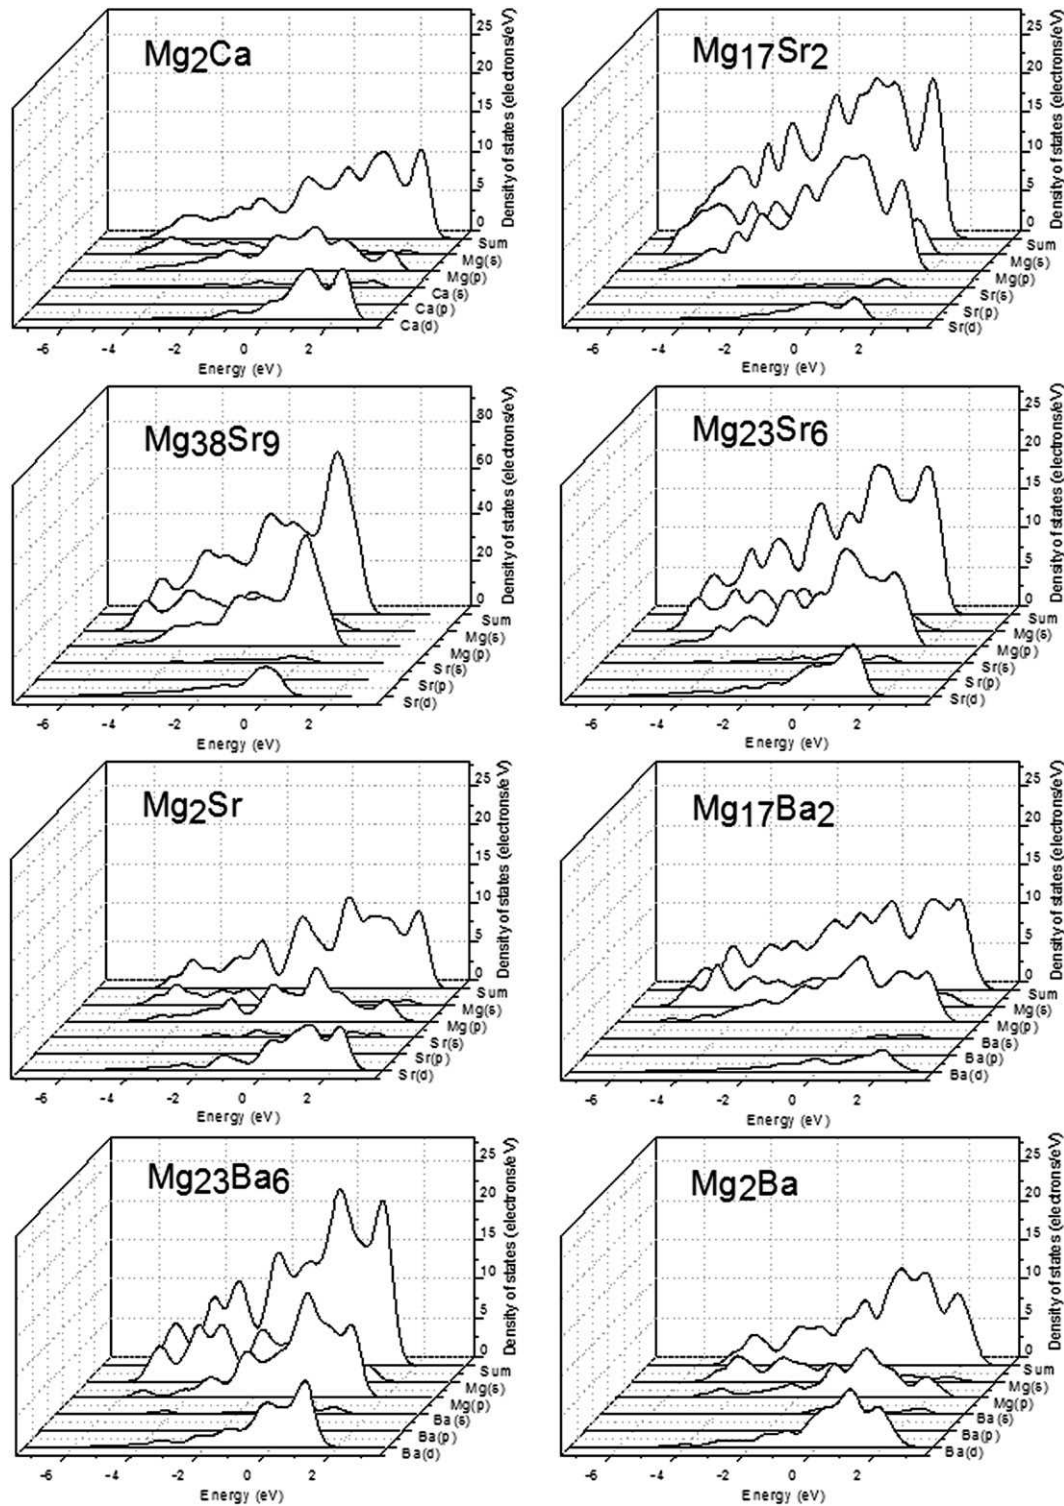 Mg2Ca
25
20
15
10
5
0
Density of states (electrons/eV)
Sum
Mg(s)
Mg(p)
Ca(s)
Ca(p)
Ca(d)
-6 -4 -2 0 2
Energy (eV)
Mg17Sr2
25
20
15
10
5
0
Density of states (electrons/eV)
Sum
Mg(s)
Mg(p)
Sr(s)
Sr(p)
Sr(d)
-6 -4 -2 0 2
Energy (eV)
Mg38Sr9
80
60
40
20
0
Density of states (electrons/eV)
Sum
Mg(s)
Mg(p)
Sr(s)
Sr(p)
Sr(d)
-6 -4 -2 0 2
Energy (eV)
Mg23Sr6
25
20
15
10
5
0
Density of states (electrons/eV)
Sum
Mg(s)
Mg(p)
Sr(s)
Sr(p)
Sr(d)
-6 -4 -2 0 2
Energy (eV)
Mg2Sr
25
20
15
10
5
0
Density of states (electrons/eV)
Sum
Mg(s)
Mg(p)
Sr(s)
Sr(p)
Sr(d)
-6 -4 -2 0 2
Energy (eV)
Mg17Ba2
25
20
15
10
5
0
Density of states (electrons/eV)
Sum
Mg(s)
Mg(p)
Ba(s)
Ba(p)
Ba(d)
-6 -4 -2 0 2
Energy (eV)
Mg23Ba6
25
20
15
10
5
0
Density of states (electrons/eV)
Sum
Mg(s)
Mg(p)
Ba(s)
Ba(p)
Ba(d)
-6 -4 -2 0 2
Energy (eV)
Mg2Ba
25
20
15
10
5
0
Density of states (electrons/eV)
Sum
Mg(s)
Mg(p)
Ba(s)
Ba(p)
Ba(d)
-6 -4 -2 0 2
Energy (eV)